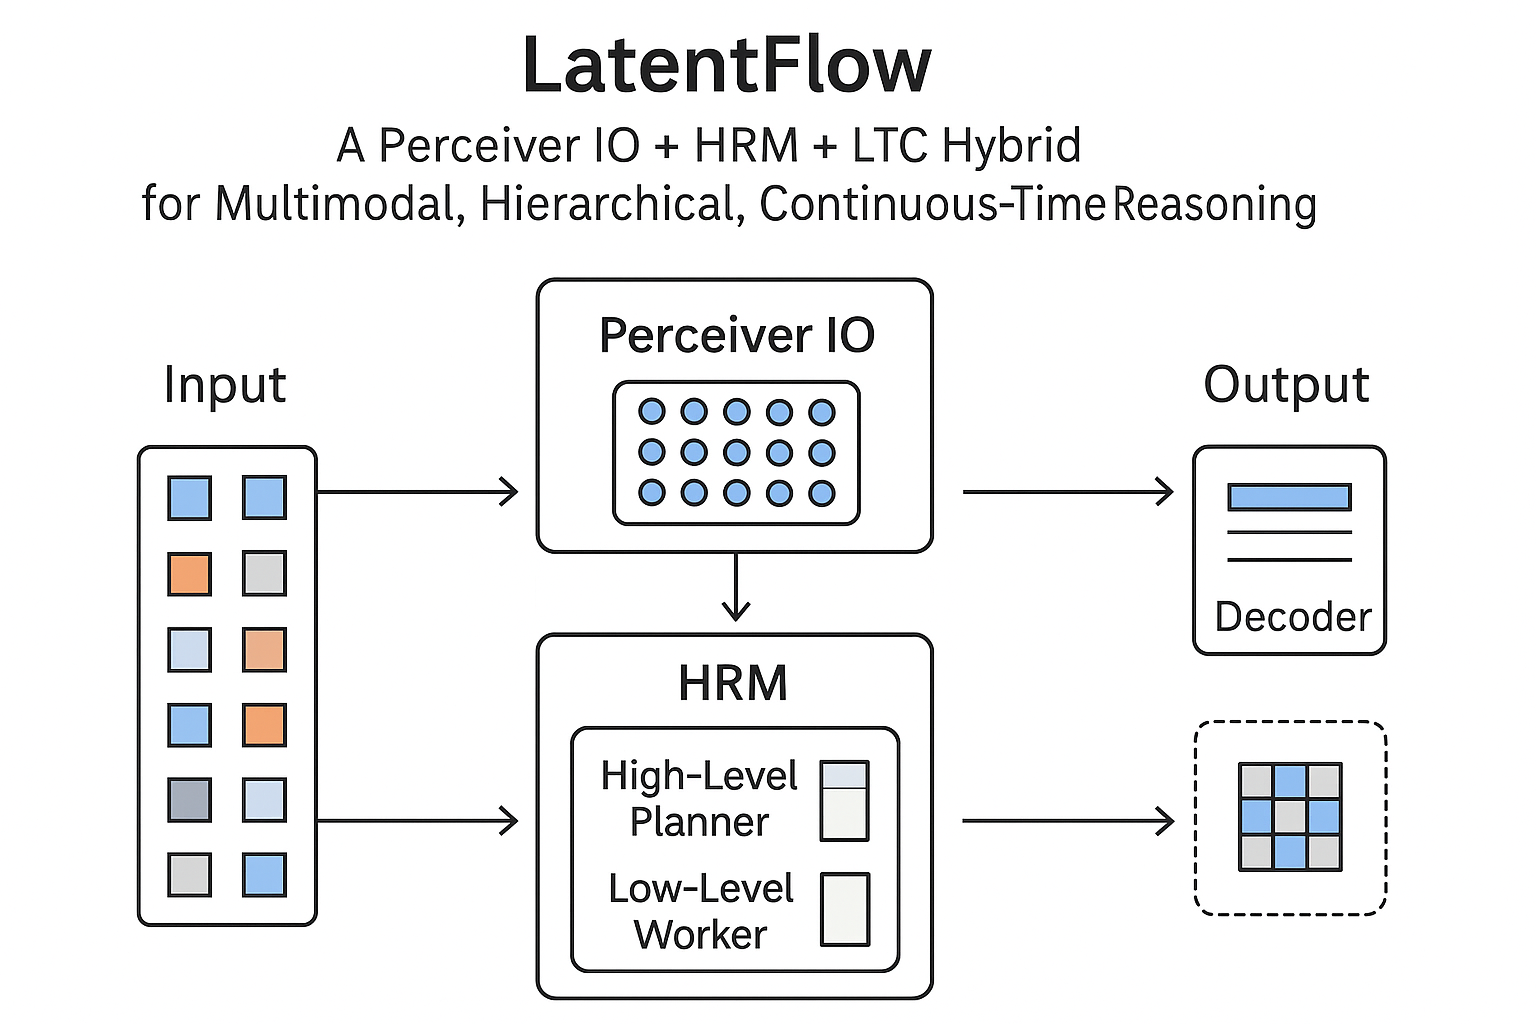 LatentFlow
A Perceiver IO + HRM + LTC Hybrid
for Multimodal, Hierarchical, Continuous-Time Reasoning
Input
Perceiver IO
Output
Decoder
HRM
High-Level
Planner
Low-Level
Worker